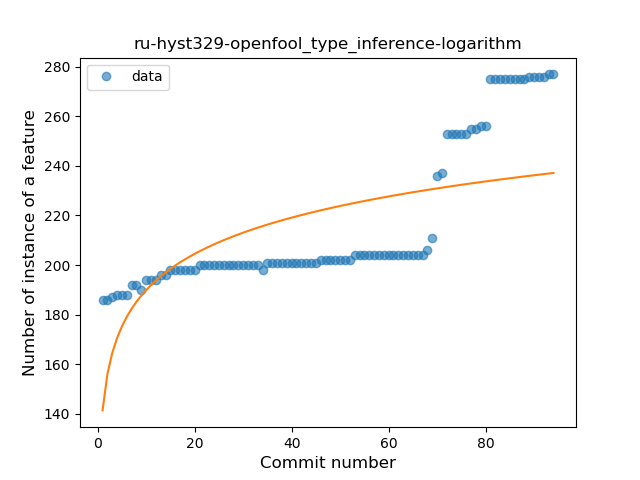 ru-hyst329-openfool_type_inference-logarithm
data
Number of instance of a feature
280
260
240
220
200
180
160
140
0 20 40 60 80
Commit number